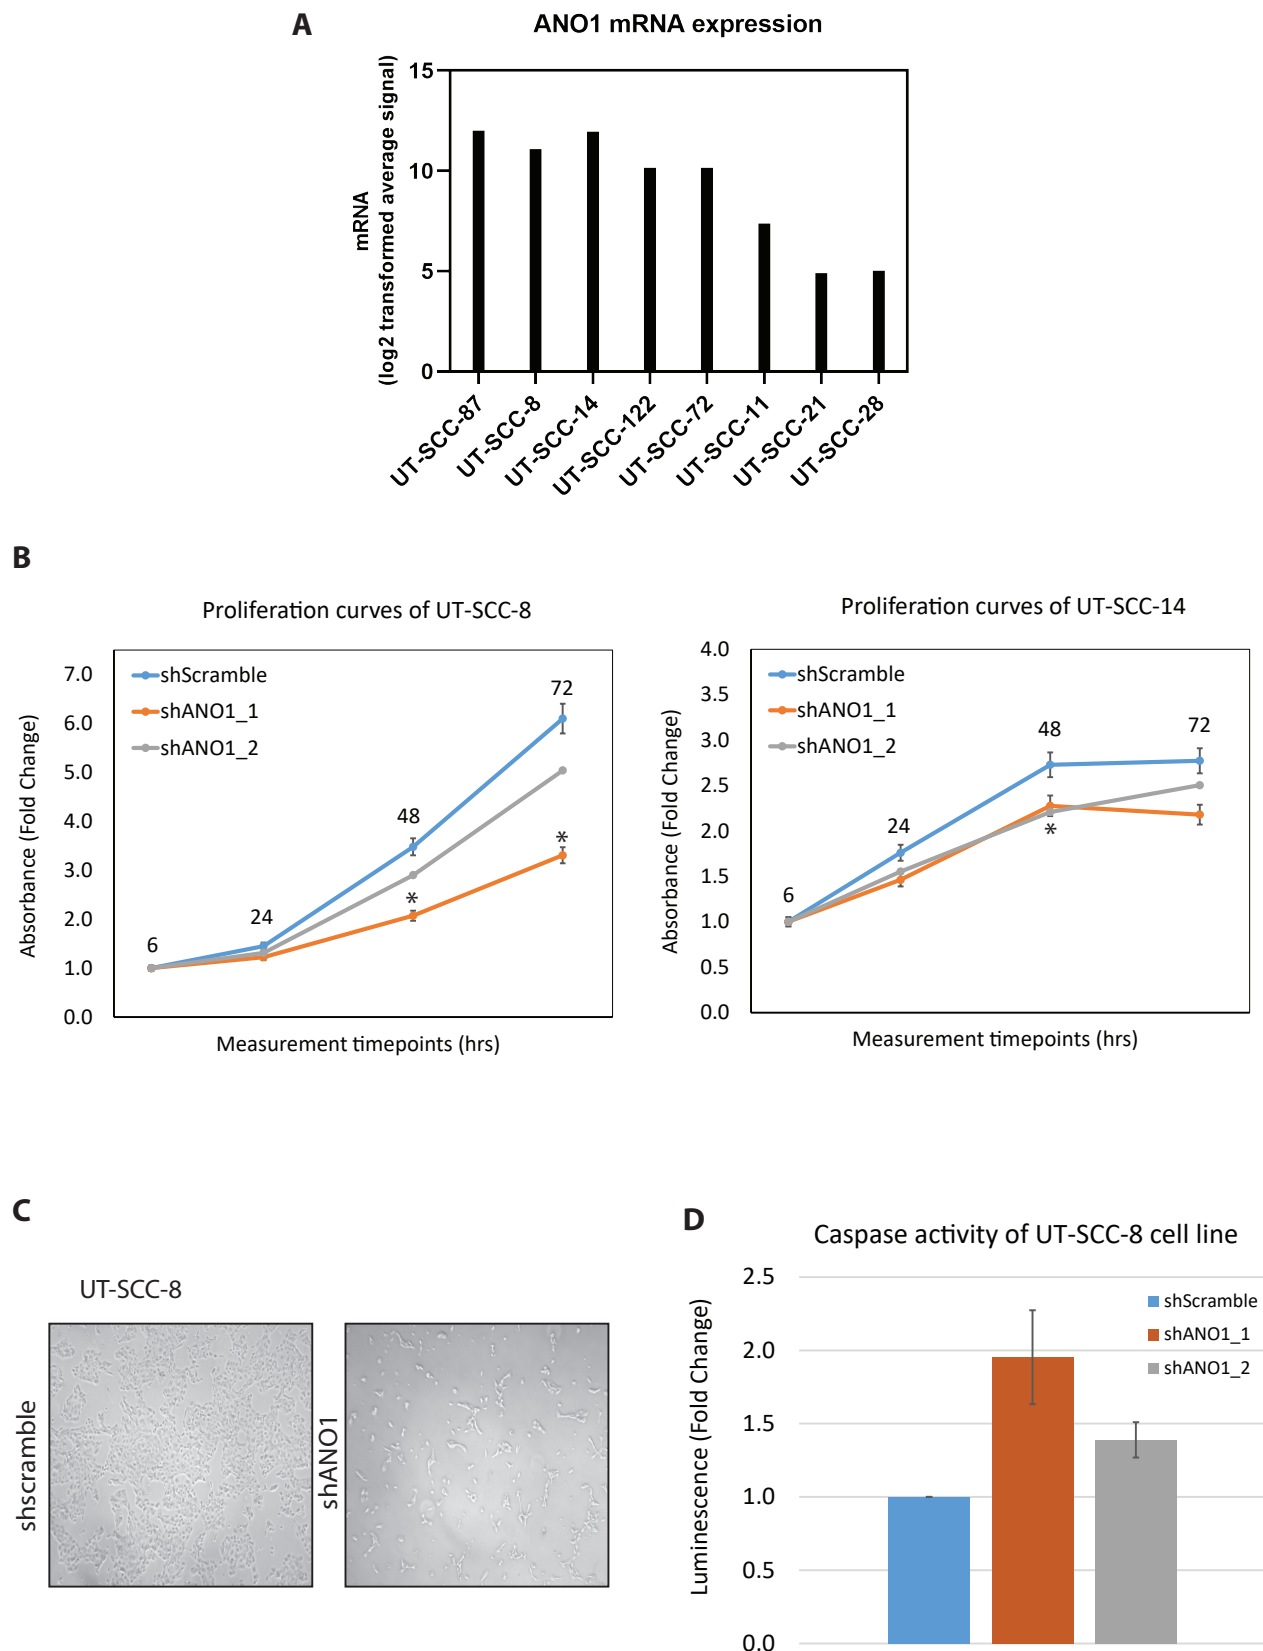 A
ANO1 mRNA expression
mRNA
(log2 transformed average signal)
15
10
5
0
UT-SCC-87
UT-SCC-8
UT-SCC-14
UT-SCC-122
UT-SCC-72
UT-SCC-11
UT-SCC-21
UT-SCC-28
B
Proliferation curves of UT-SCC-8
Absorbance (Fold Change)
7.0
6.0
5.0
4.0
3.0
2.0
1.0
0.0
shScramble
shANO1_1
shANO1_2
6
24
48
72
*
*
Measurement timepoints (hrs)
Proliferation curves of UT-SCC-14
Absorbance (Fold Change)
4.0
3.5
3.0
2.5
2.0
1.5
1.0
0.5
0.0
shScramble
shANO1_1
shANO1_2
6
24
48
72
*
Measurement timepoints (hrs)
C
UT-SCC-8
shscramble
shANO1
D
Caspase activity of UT-SCC-8 cell line
Luminescence (Fold Change)
2.5
2.0
1.5
1.0
0.5
0.0
shScramble
shANO1_1
shANO1_2